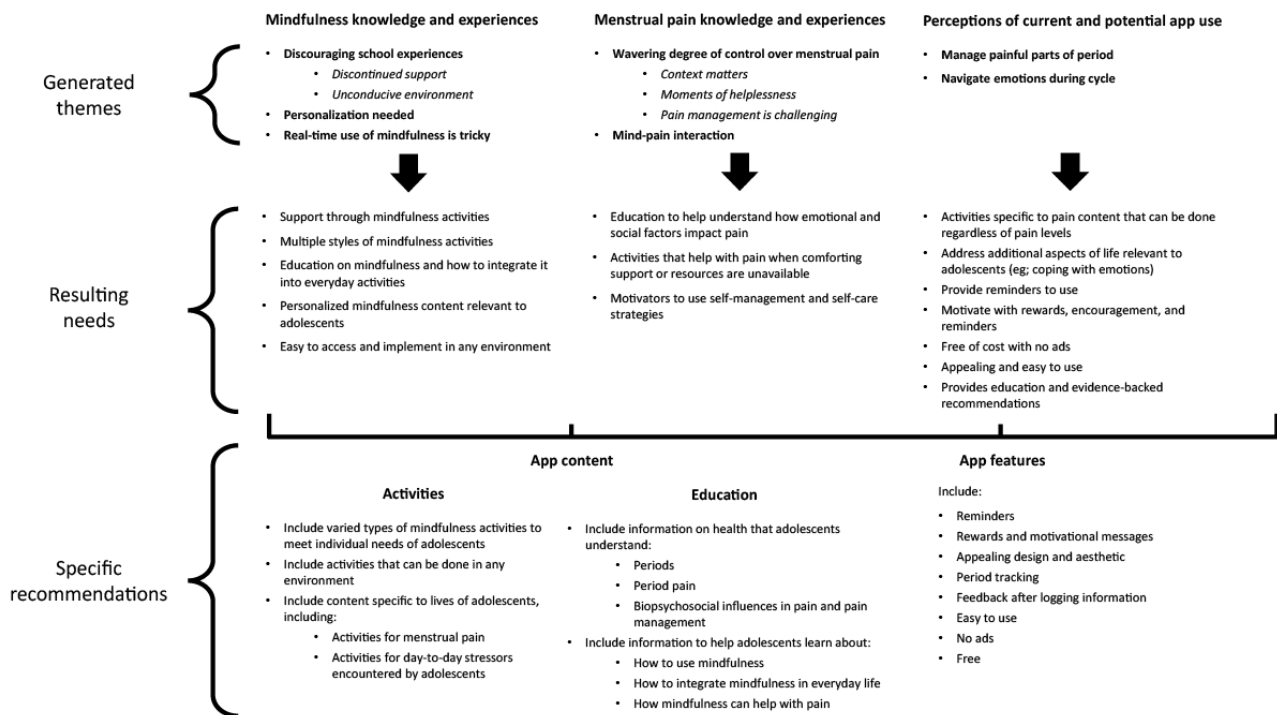 Mindfulness knowledge and experiences
Menstrual pain knowledge and experiences
Perceptions of current and potential app use
Generated
themes
• Discouraging school experiences
• Discontinued support
• Unconducive environment
• Personalization needed
• Real-time use of mindfulness is tricky
• Wavering degree of control over menstrual pain
• Context matters
• Moments of helplessness
• Pain management is challenging
• Mind-pain interaction
• Manage painful parts of period
• Navigate emotions during cycle
Resulting
needs
• Support through mindfulness activities
• Multiple styles of mindfulness activities
• Education on mindfulness and how to integrate it
into everyday activities
• Personalized mindfulness content relevant to
adolescents
• Easy to access and implement in any environment
• Education to help understand how emotional and
social factors impact pain
• Activities that help with pain when comforting
support or resources are unavailable
• Motivators to use self-management and self-care
strategies
• Activities specific to pain content that can be done
regardless of pain levels
• Address additional aspects of life relevant to
adolescents (eg; coping with emotions)
• Provide reminders to use
• Motivate with rewards, encouragement, and
reminders
• Free of cost with no ads
• Appealing and easy to use
• Provides education and evidence-backed
recommendations
Specific
recommendations
App content
Activities
• Include varied types of mindfulness activities to
meet individual needs of adolescents
• Include activities that can be done in any
environment
• Include content specific to lives of adolescents,
including:
• Activities for menstrual pain
• Activities for day-to-day stressors
encountered by adolescents
Education
• Include information on health that adolescents
understand:
• Periods
• Period pain
• Biopsychosocial influences in pain and pain
management
• Include information to help adolescents learn about:
• How to use mindfulness
• How to integrate mindfulness in everyday life
• How mindfulness can help with pain
App features
Include:
• Reminders
• Rewards and motivational messages
• Appealing design and aesthetic
• Period tracking
• Feedback after logging information
• Easy to use
• No ads
• Free